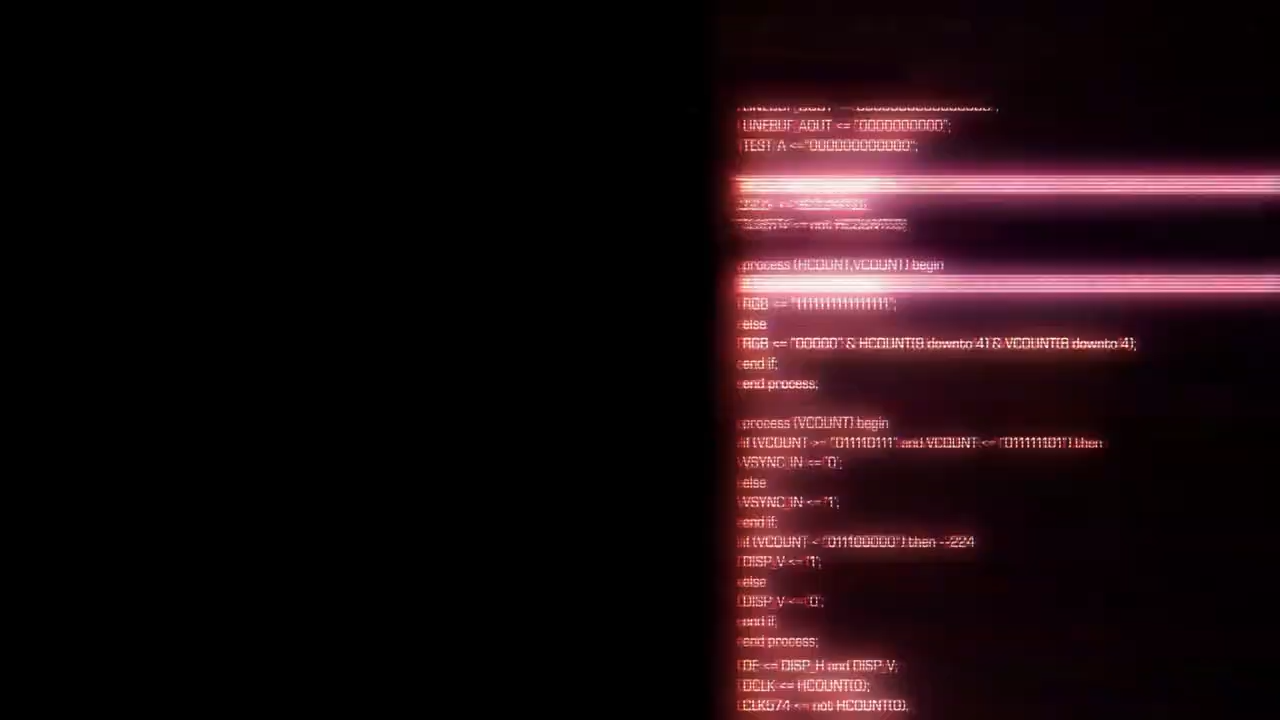 LINEBUF_AOUT <= "0000000000";
TEST A <="000000000000";
process (HCOUNT,VCOUNT) begin
RGB <= "111111111111111";
else
RGB <= "00000" & HCOUNT(8 downto 4) & VCOUNT(8 downto 4);
end if;
end process;
process (VCOUNT) begin
if (VCOUNT >= "011110111" and VCOUNT <= "011111101") then
VSYNC_IN <= '0';
else
VSYNC_IN <= '1';
end if;
if (VCOUNT < "011100000") then --224
DISP_V <= '1';
else
DISP_V <= '0';
end if;
end process;
DE <= DISP_H and DISP_V;
DCLK <= HCOUNT(0);
CLK574 <= not HCOUNT(0);